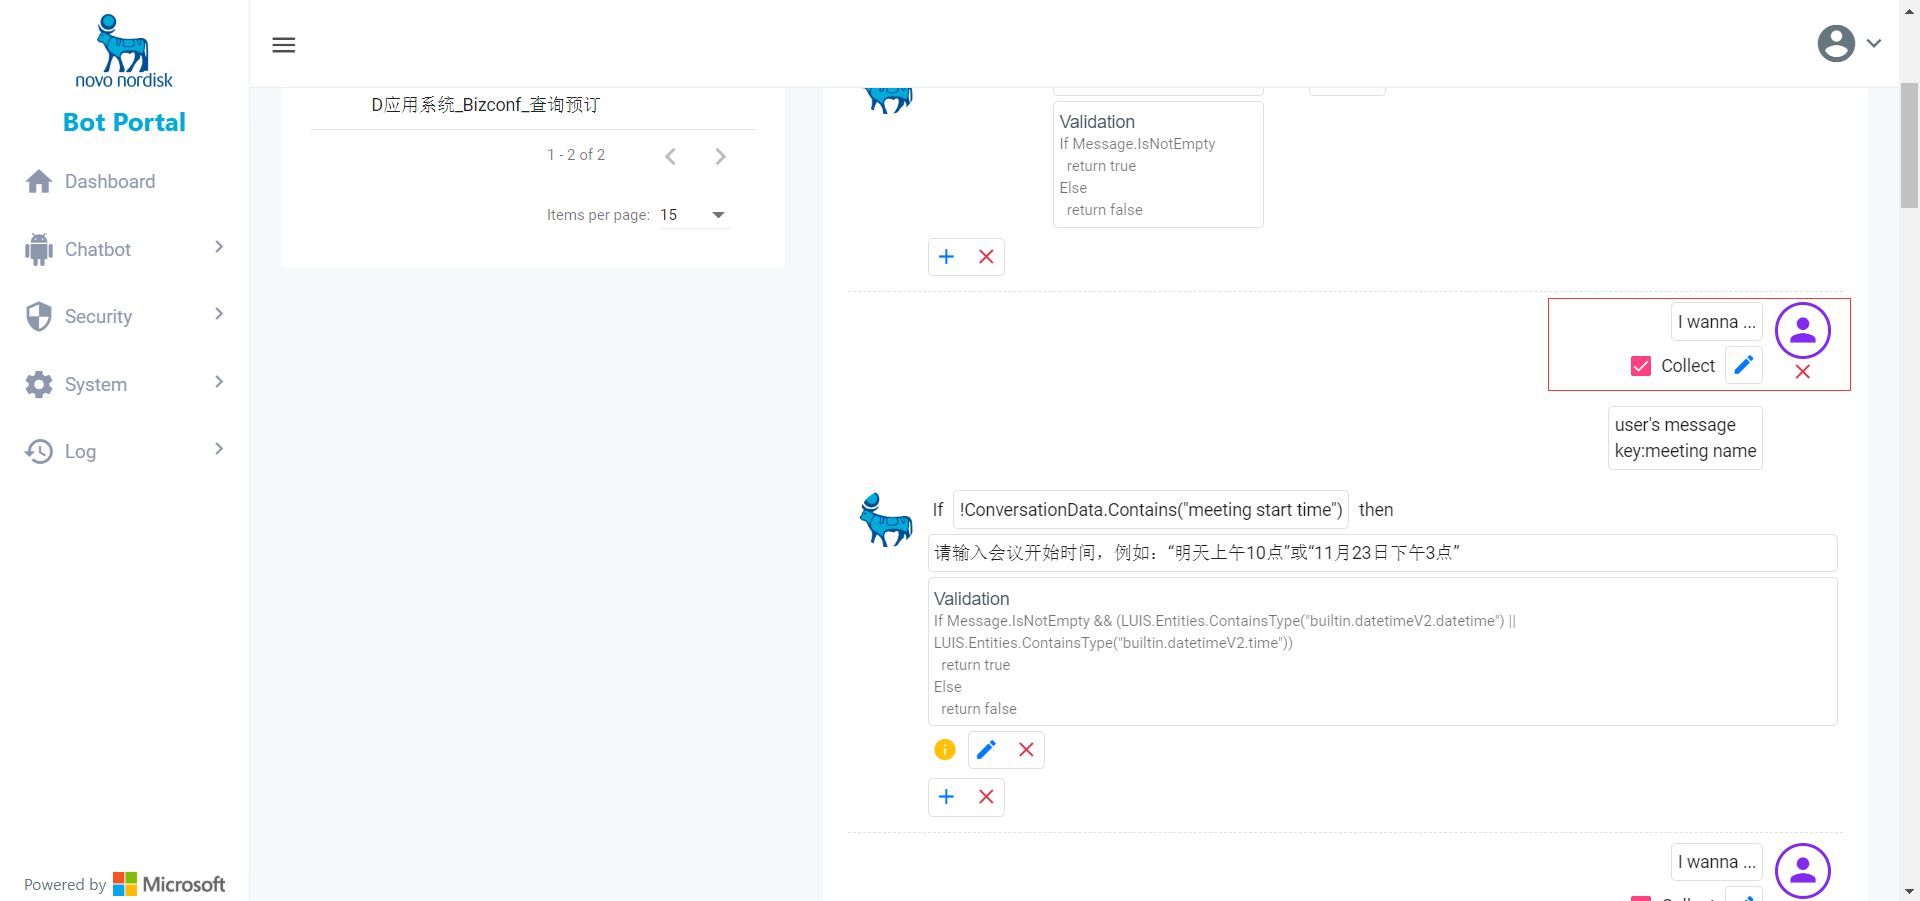 novo nordisk
Bot Portal
Dashboard
Chatbot
Security
System
Log
Powered by Microsoft
D应用系统_Bizconf_查询预订
1 - 2 of 2
Items per page: 15
Validation
If Message.IsNotEmpty
return true
Else
return false
I wanna ...
Collect
user's message
key:meeting name
If !ConversationData.Contains("meeting start time") then
请输入会议开始时间，例如：“明天上午10点”或“11月23日下午3点”
Validation
If Message.IsNotEmpty && (LUIS.Entities.ContainsType("builtin.datetimeV2.datetime") ||
LUIS.Entities.ContainsType("builtin.datetimeV2.time"))
return true
Else
return false
I wanna ...